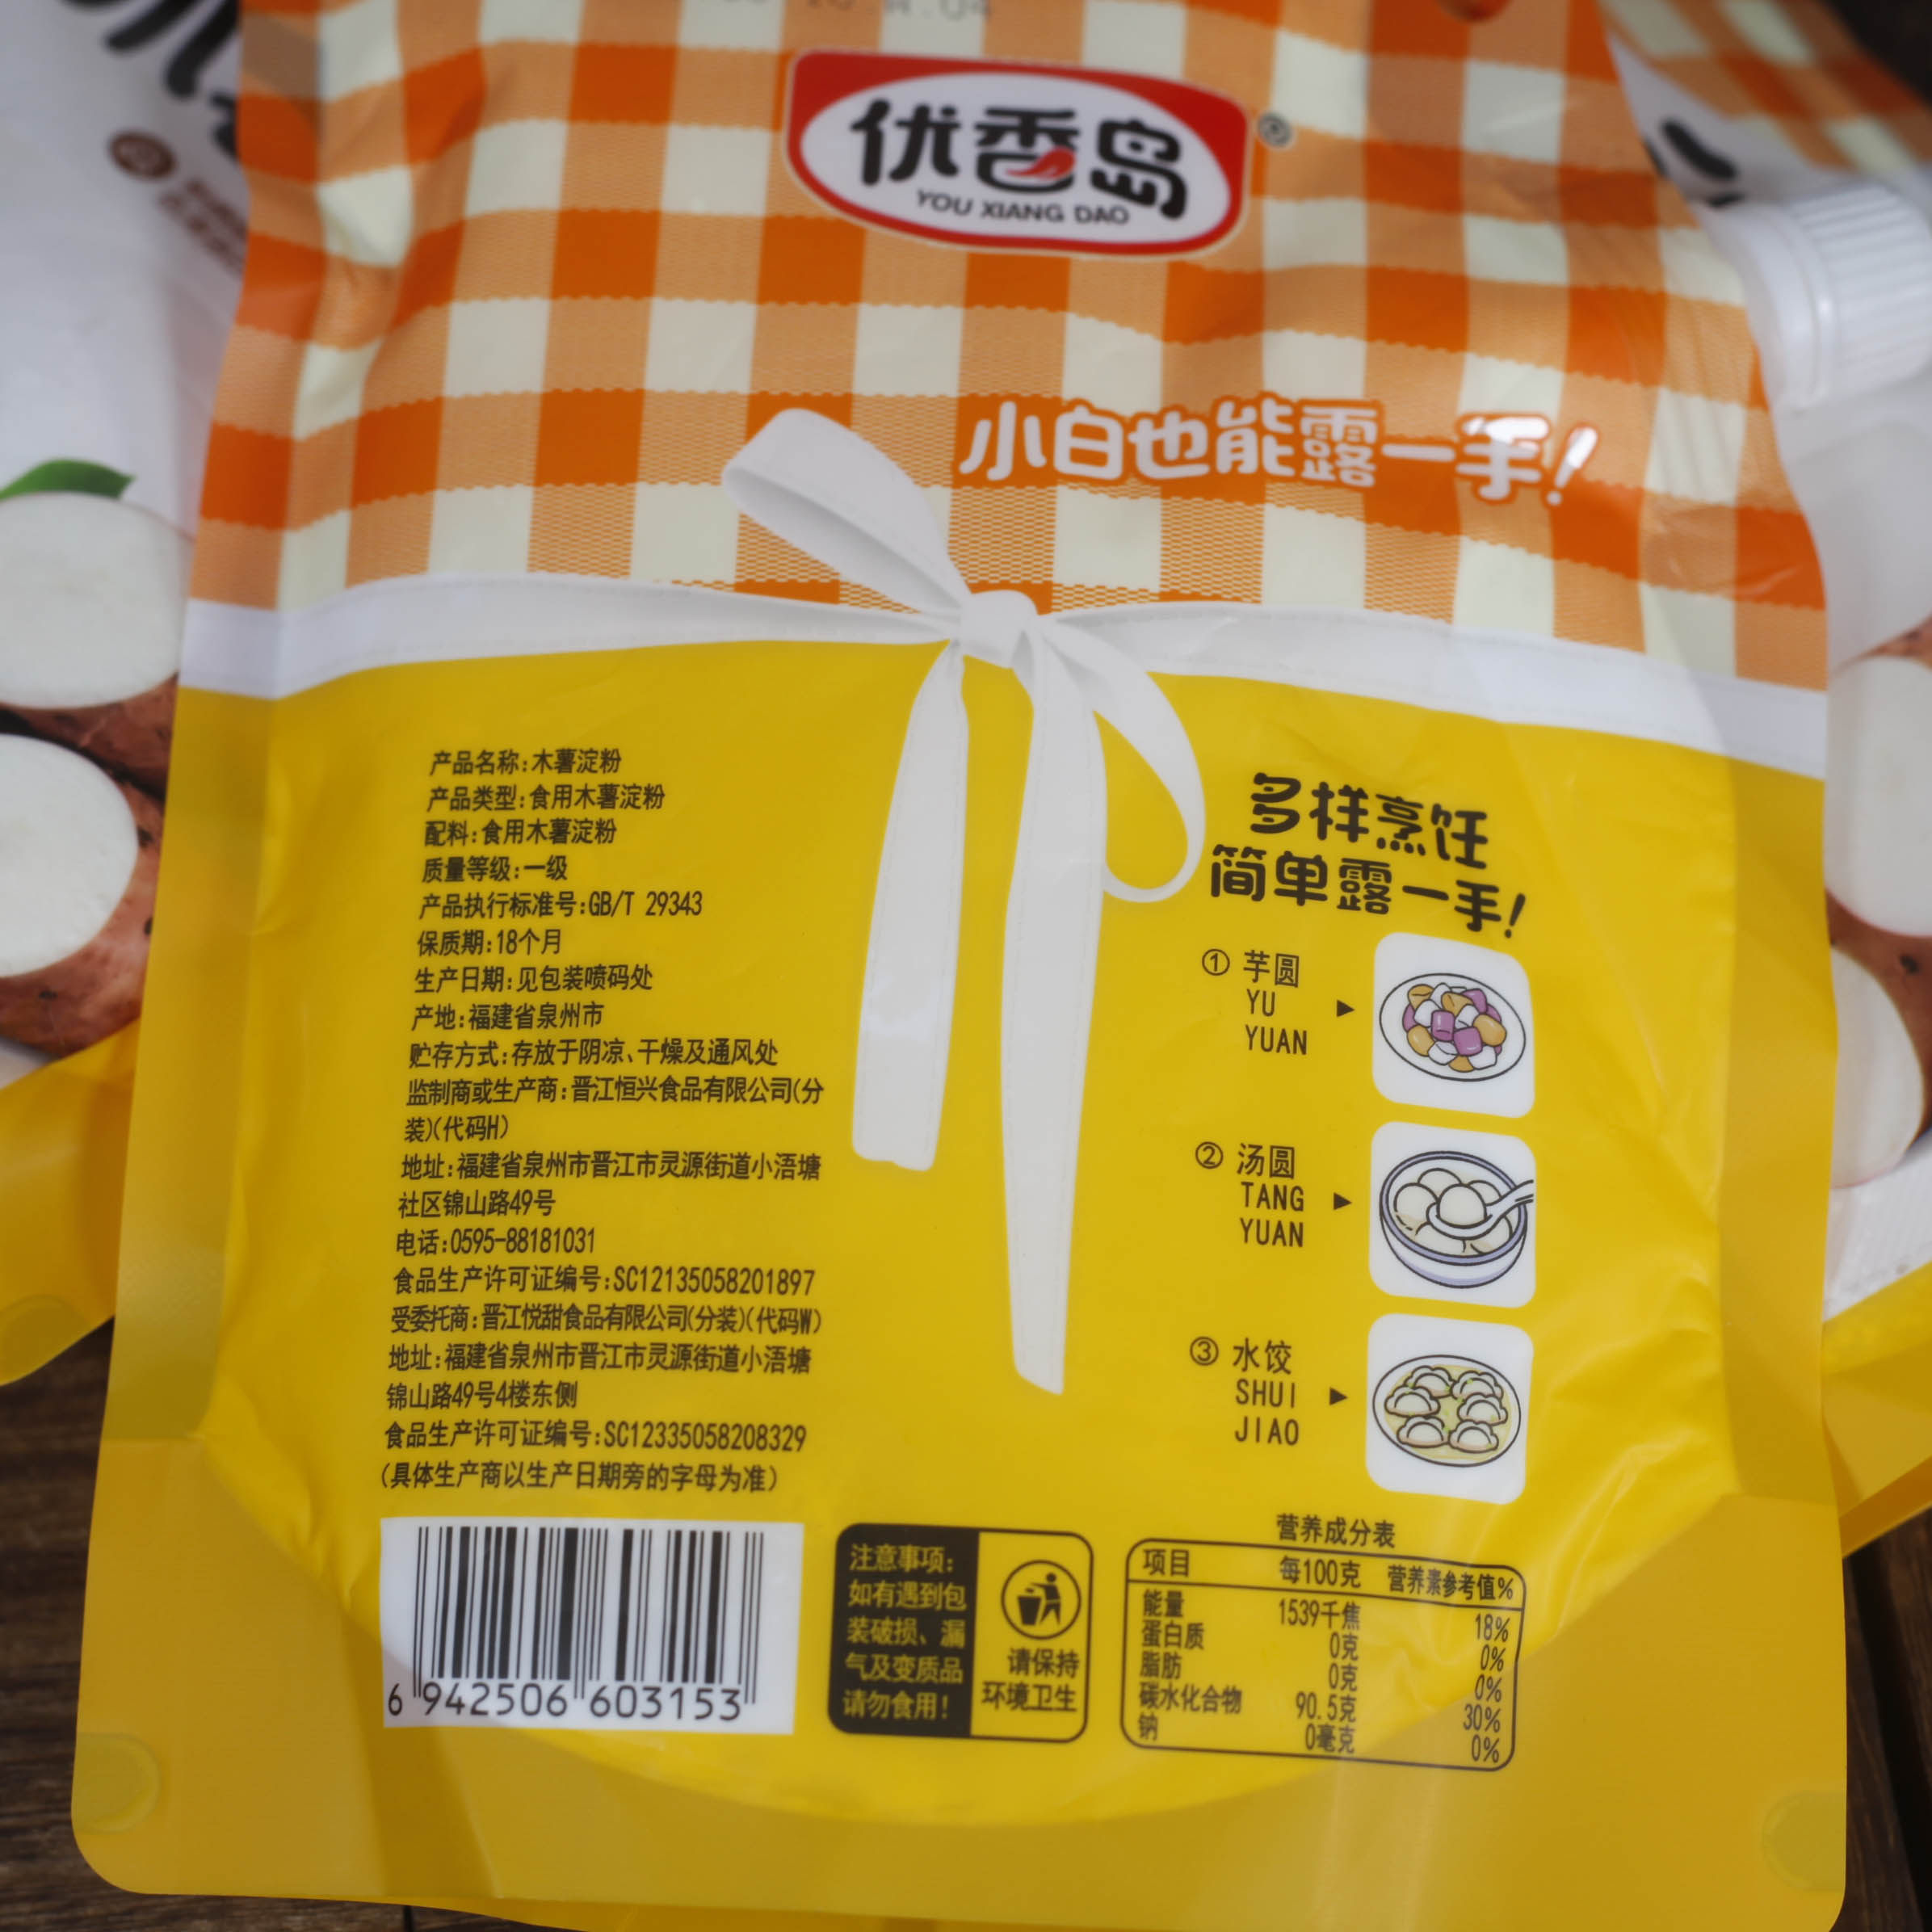 优香岛
®
YOU XIANG DAO
小白也能露一手!
产品名称:木薯淀粉
产品类型:食用木薯淀粉
配料:食用木薯淀粉
质量等级:一级
产品执行标准号:GB/T 29343
保质期:18个月
生产日期:见包装喷码处
产地:福建省泉州市
贮存方式:存放于阴凉、干燥及通风处
监制商或生产商:晋江恒兴食品有限公司(分
装)(代码H)
地址:福建省泉州市晋江市灵源街道小浯塘
社区锦山路49号
电话:0595-88181031
食品生产许可证编号:SC12135058201897
受委托商:晋江悦甜食品有限公司(分装)(代码W)
地址:福建省泉州市晋江市灵源街道小浯塘
锦山路49号4楼东侧
食品生产许可证编号:SC12335058208329
(具体生产商以生产日期旁的字母为准)
6 942506 603153
多样烹饪
简单露一手!
① 芋圆
YU
YUAN
② 汤圆
TANG
YUAN
③ 水饺
SHUI
JIAO
注意事项:
如有遇到包
装破损、漏
气及变质品
请勿食用!
请保持
环境卫生
营养成分表
项目 每100克 营养素参考值%
能量 1539千焦 18%
蛋白质 0克 0%
脂肪 0克 0%
碳水化合物 90.5克 30%
钠 0毫克 0%